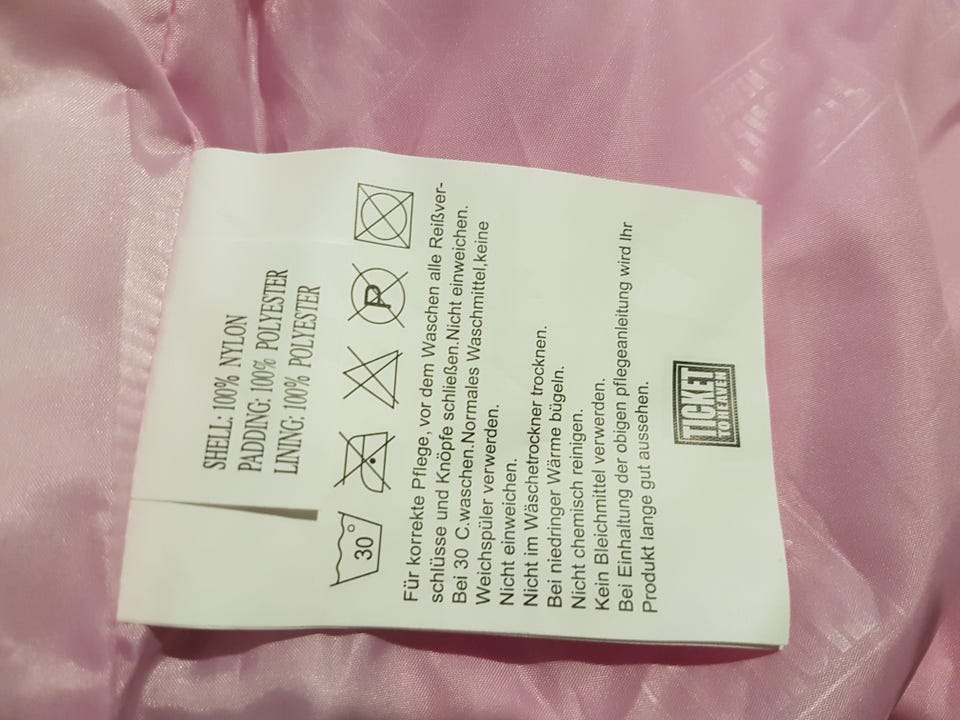 SHELL: 100% NYLON
PADDING: 100% POLYESTER
LINING: 100% POLYESTER
30°
P
Für korrekte Pflege, vor dem Waschen alle Reißver-
schlüsse und Knöpfe schließen.Nicht einweichen.
Bei 30 C.waschen.Normales Waschmittel,keine
Weichspüler verwerden.
Nicht einweichen.
Nicht im Wäschetrockner trocknen.
Bei niedringer Wärme bügeln.
Nicht chemisch reinigen.
Kein Bleichmittel verwerden.
Bei Einhaltung der obigen pflegeanleitung wird Ihr
Produkt lange gut aussehen.
TICKET
TO HEAVEN